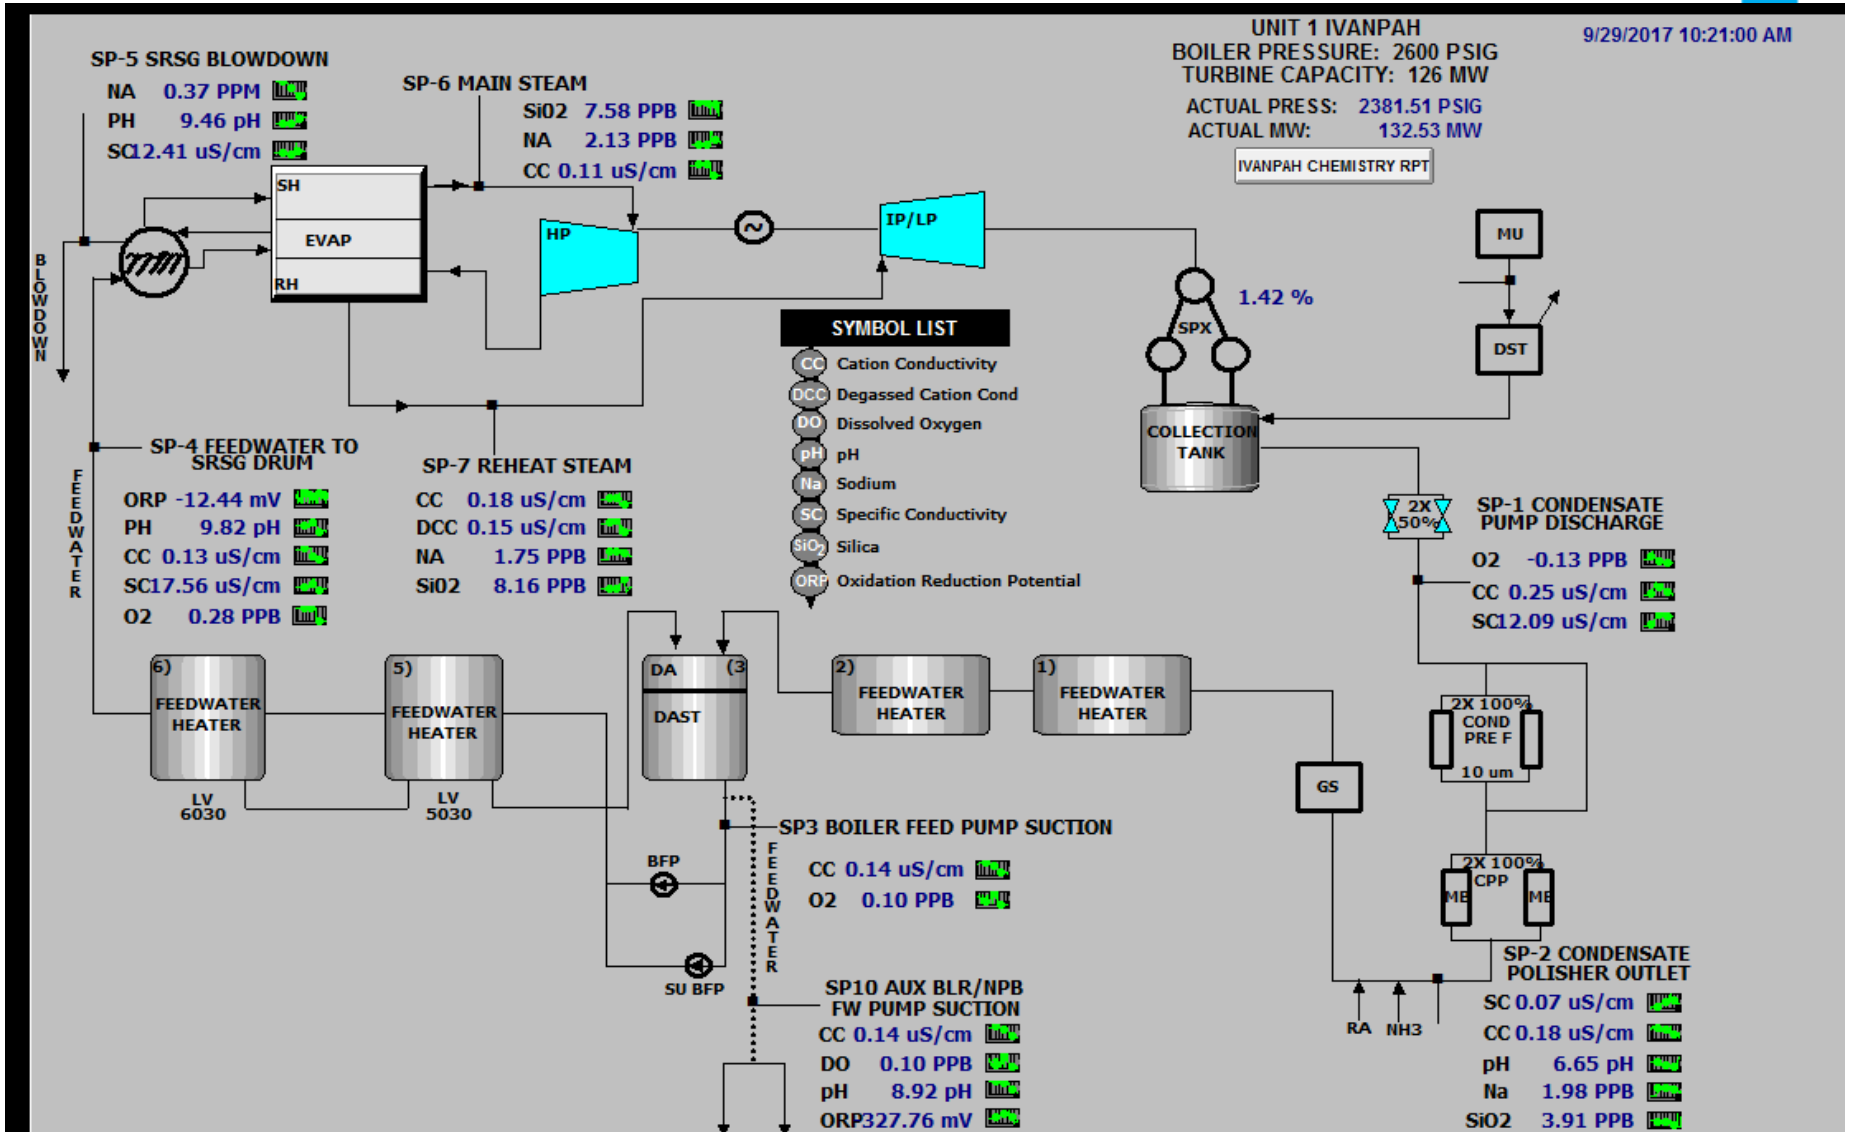 UNIT 1 IVANPAH
BOILER PRESSURE: 2600 PSIG
TURBINE CAPACITY: 126 MW
ACTUAL PRESS: 2381.51 PSIG
ACTUAL MW: 132.53 MW
IVANPAH CHEMISTRY RPT
9/29/2017 10:21:00 AM
SP-5 SRSG BLOWDOWN
NA 0.37 PPM
PH 9.46 pH
SC 12.41 uS/cm
SP-6 MAIN STEAM
SiO2 7.58 PPB
NA 2.13 PPB
CC 0.11 uS/cm
SH
EVAP
RH
BLOWDOWN
HP
IP/LP
1.42 %
SPX
MU
DST
COLLECTION
TANK
SYMBOL LIST
CC Cation Conductivity
DCC Degassed Cation Cond
DO Dissolved Oxygen
pH pH
Na Sodium
SC Specific Conductivity
SiO2 Silica
ORP Oxidation Reduction Potential
SP-4 FEEDWATER TO
SRSG DRUM
ORP -12.44 mV
PH 9.82 pH
CC 0.13 uS/cm
SC 17.56 uS/cm
O2 0.28 PPB
FEEDWATER
SP-7 REHEAT STEAM
CC 0.18 uS/cm
DCC 0.15 uS/cm
NA 1.75 PPB
SiO2 8.16 PPB
2X
50%
SP-1 CONDENSATE
PUMP DISCHARGE
O2 -0.13 PPB
CC 0.25 uS/cm
SC 12.09 uS/cm
6)
FEEDWATER
HEATER
LV
6030
5)
FEEDWATER
HEATER
LV
5030
DA (3
DAST
2)
FEEDWATER
HEATER
1)
FEEDWATER
HEATER
GS
2X 100%
COND
PRE F
10 um
2X 100%
CPP
MB MB
SP3 BOILER FEED PUMP SUCTION
CC 0.14 uS/cm
O2 0.10 PPB
BFP
SU BFP
FEEDWATER
SP10 AUX BLR/NPB
FW PUMP SUCTION
CC 0.14 uS/cm
DO 0.10 PPB
pH 8.92 pH
ORP 327.76 mV
RA NH3
SP-2 CONDENSATE
POLISHER OUTLET
SC 0.07 uS/cm
CC 0.18 uS/cm
pH 6.65 pH
Na 1.98 PPB
SiO2 3.91 PPB